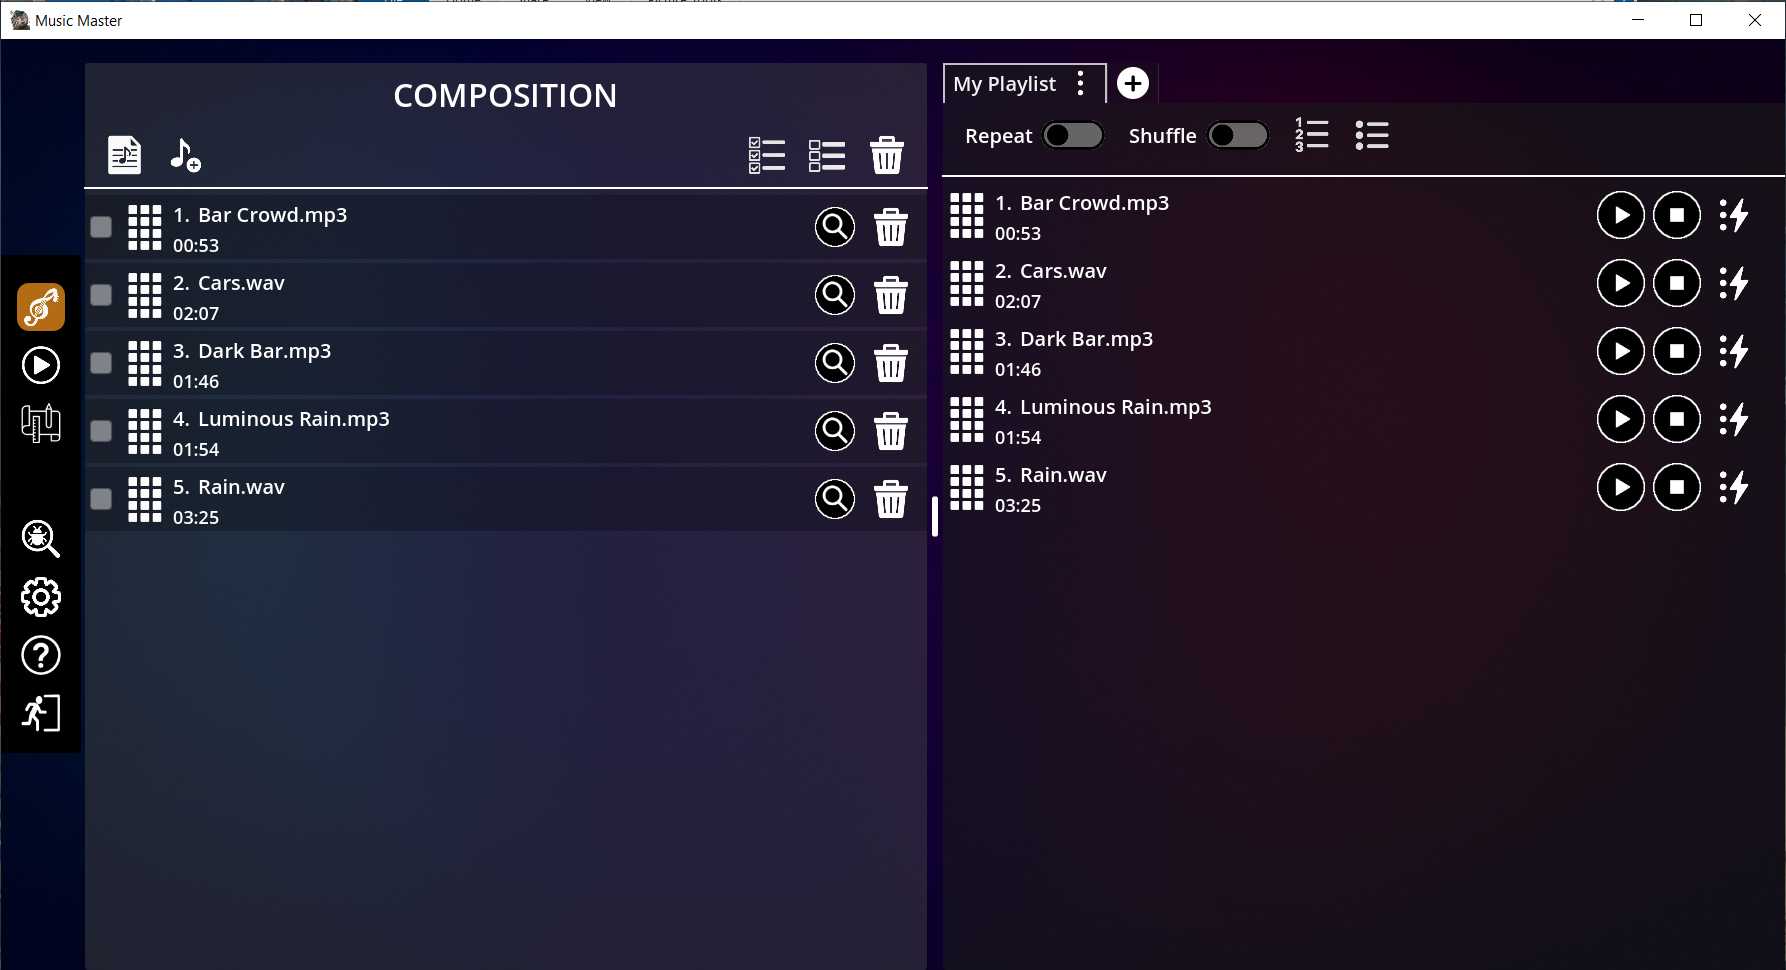 Music Master
COMPOSITION
1. Bar Crowd.mp3
00:53
2. Cars.wav
02:07
3. Dark Bar.mp3
01:46
4. Luminous Rain.mp3
01:54
5. Rain.wav
03:25
My Playlist
Repeat
Shuffle
1. Bar Crowd.mp3
00:53
2. Cars.wav
02:07
3. Dark Bar.mp3
01:46
4. Luminous Rain.mp3
01:54
5. Rain.wav
03:25